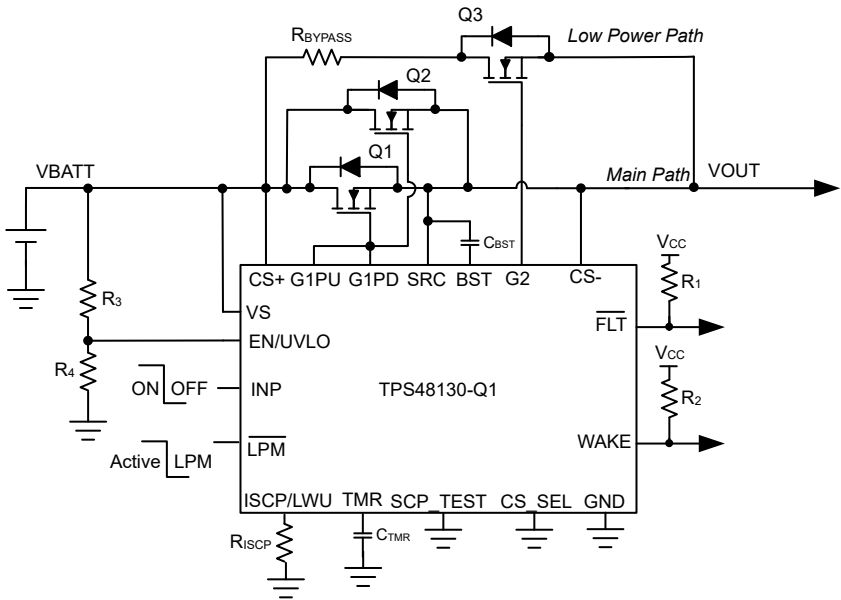 Q3
RBYPASS
Low Power Path
Q2
Q1
VBATT
Main Path
VOUT
CBST
VCC
CS+ G1PU G1PD SRC BST G2 CS-
R1
R3
VS
FLT
EN/UVLO
VCC
R4
ON OFF
INP
TPS48130-Q1
R2
LPM
WAKE
Active LPM
ISCP/LWU TMR SCP_TEST CS_SEL GND
RISCP
CTMR